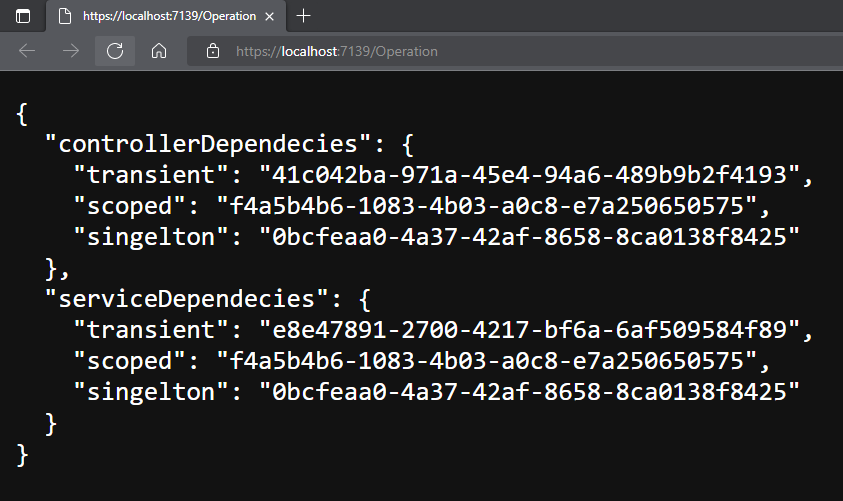 https://localhost:7139/Operation
https://localhost:7139/Operation
{
"controllerDependecies": {
"transient": "41c042ba-971a-45e4-94a6-489b9b2f4193",
"scoped": "f4a5b4b6-1083-4b03-a0c8-e7a250650575",
"singelton": "0bcfeaa0-4a37-42af-8658-8ca0138f8425"
},
"serviceDependecies": {
"transient": "e8e47891-2700-4217-bf6a-6af509584f89",
"scoped": "f4a5b4b6-1083-4b03-a0c8-e7a250650575",
"singelton": "0bcfeaa0-4a37-42af-8658-8ca0138f8425"
}
}